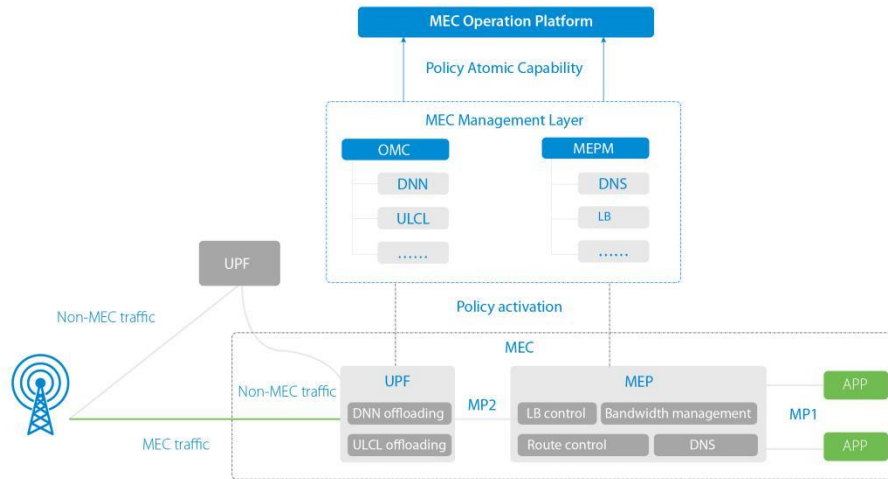 MEC Operation Platform
Policy Atomic Capability
MEC Management Layer
OMC
MEPM
DNN
DNS
ULCL
LB
......
......
UPF
Policy activation
Non-MEC traffic
MEC
UPF
MEP
APP
Non-MEC traffic
MP2
MP1
DNN offloading
LB control
Bandwidth management
MEC traffic
ULCL offloading
Route control
DNS
APP